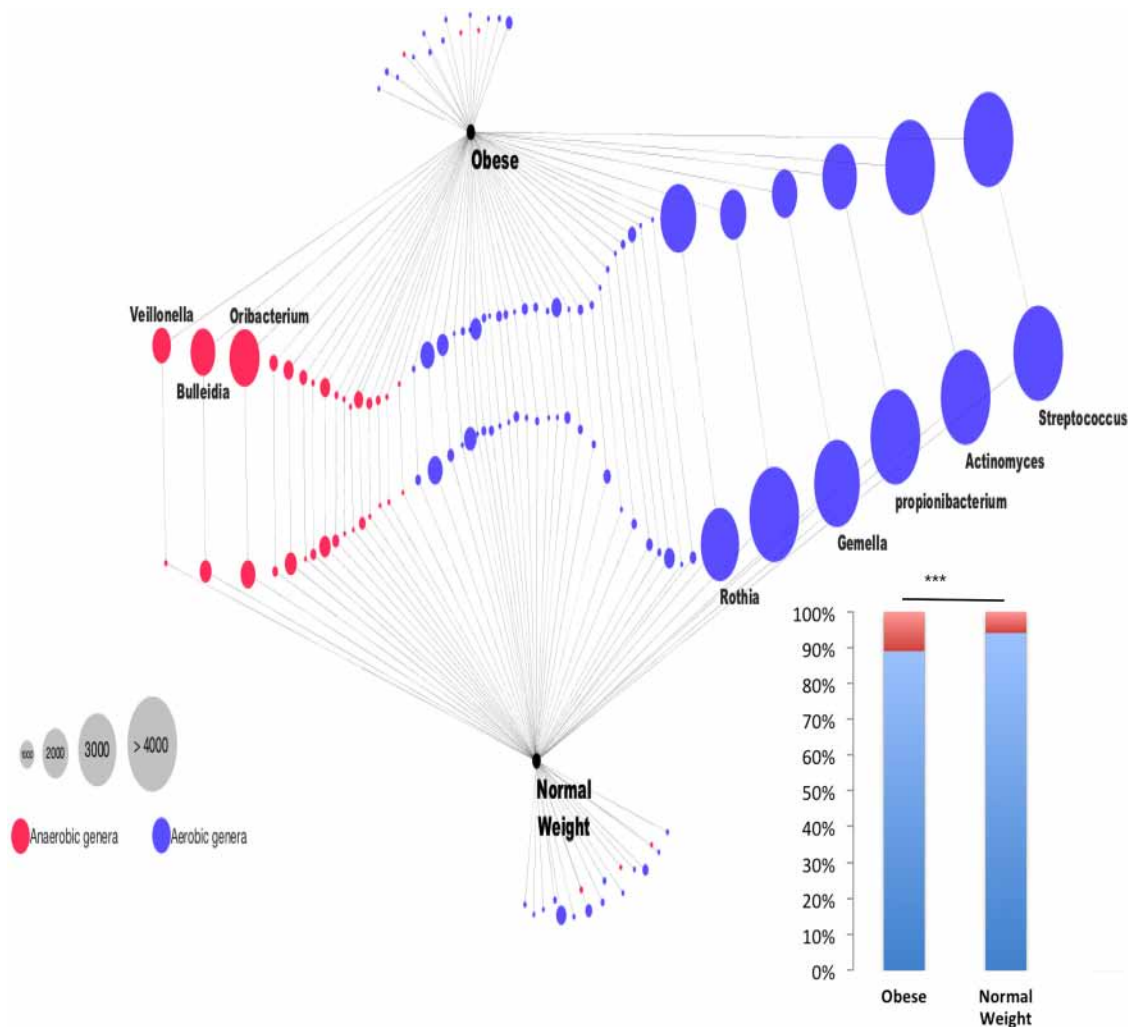 Obese
Veillonella
Oribacterium
Bulleidia
Streptococcus
Actinomyces
propionibacterium
Gemella
Rothia
***
100%
90%
80%
70%
60%
50%
40%
30%
20%
10%
0%
Obese
Normal
Weight
1000
2000
3000
> 4000
Normal
Weight
Anaerobic genera
Aerobic genera